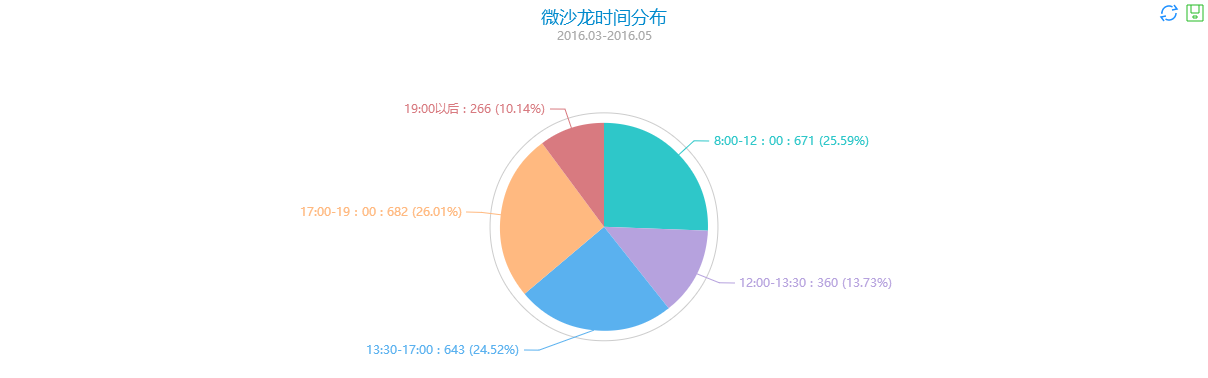 微沙龙时间分布
2016.03-2016.05
19:00以后 : 266 (10.14%)
8:00-12：00 : 671 (25.59%)
17:00-19：00 : 682 (26.01%)
12:00-13:30 : 360 (13.73%)
13:30-17:00 : 643 (24.52%)